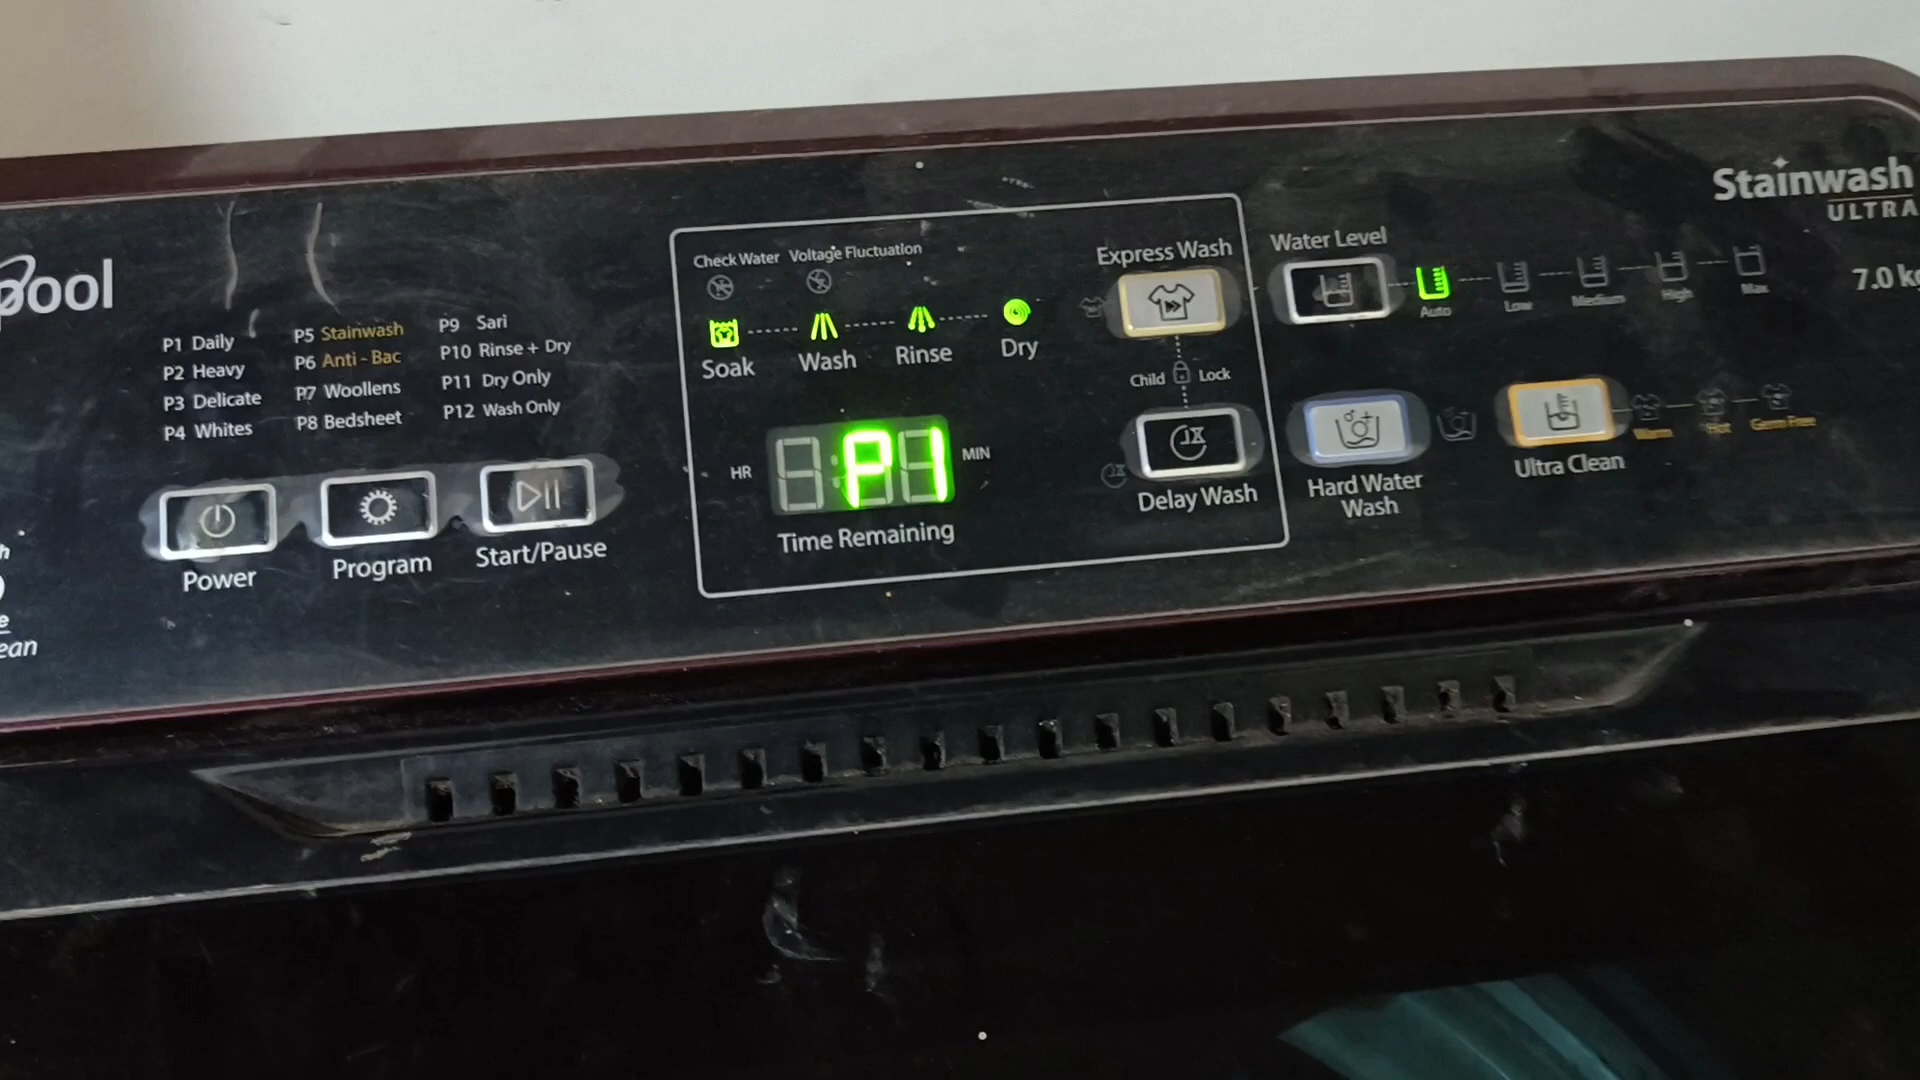 Stainwash
ULTRA
pool
7.0 kg
P1 Daily
P2 Heavy
P3 Delicate
P4 Whites
P5 Stainwash
P6 Anti - Bac
P7 Woollens
P8 Bedsheet
P9 Sari
P10 Rinse + Dry
P11 Dry Only
P12 Wash Only
Power
Program
Start/Pause
Check Water
Voltage Fluctuation
Soak
Wash
Rinse
Dry
HR
P1
MIN
Time Remaining
Express Wash
Child Lock
Delay Wash
Water Level
Auto
Low
Medium
High
Max
Hard Water
Wash
Ultra Clean
Warm
Hot
Germ Free
ean